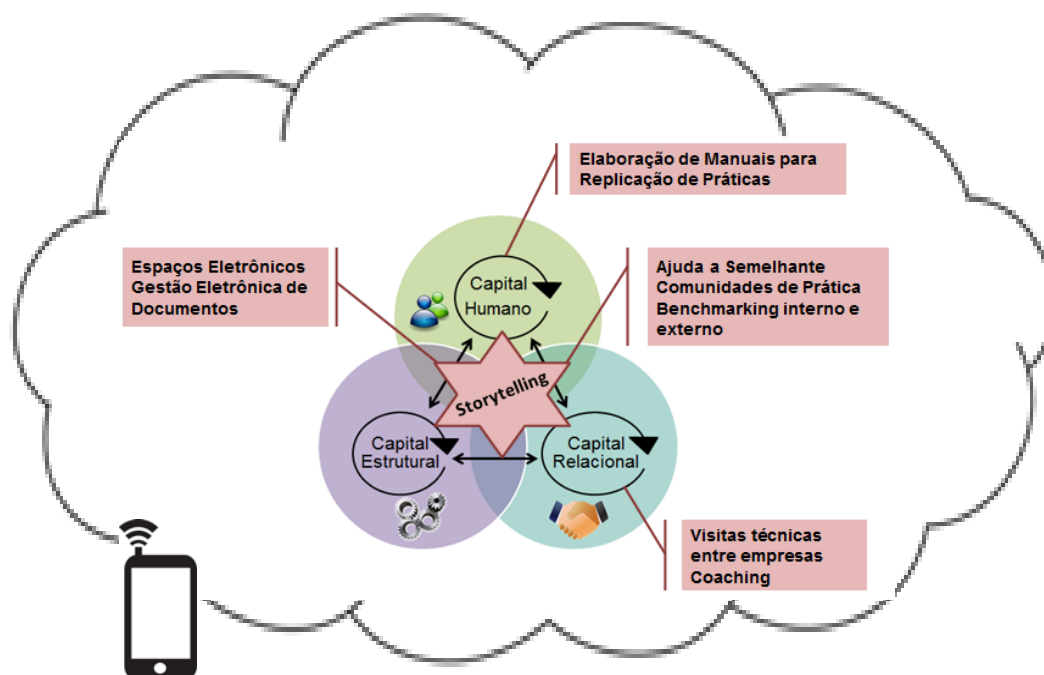 Elaboração de Manuais para
Replicação de Práticas
Espaços Eletrônicos
Gestão Eletrônica de
Documentos
Ajuda a Semelhante
Comunidades de Prática
Benchmarking interno e
externo
Capital
Humano
Storytelling
Capital
Estrutural
Capital
Relacional
Visitas técnicas
entre empresas
Coaching